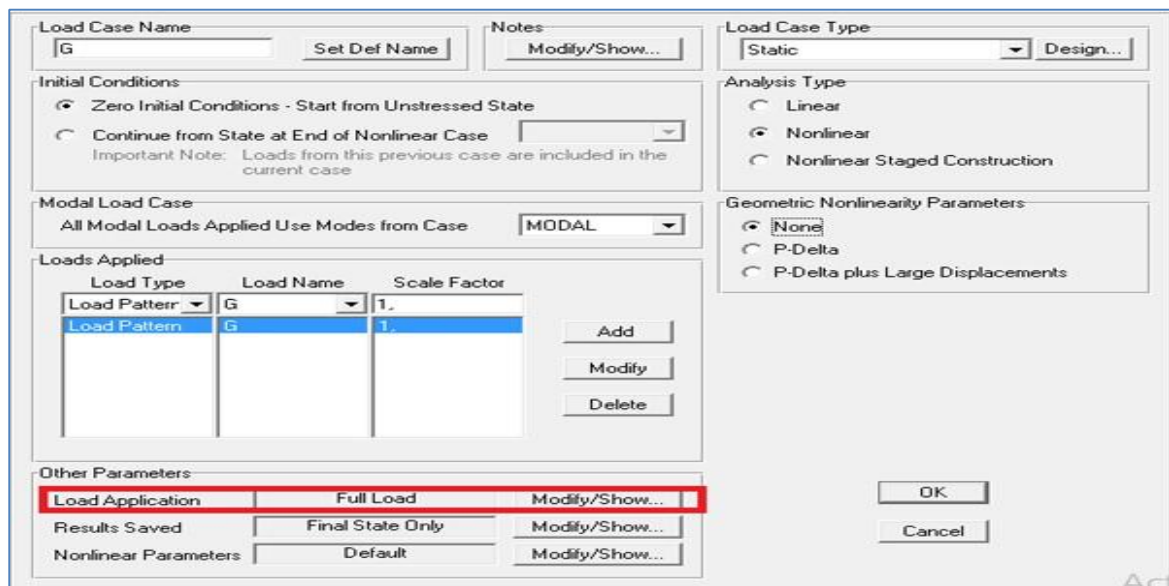 Load Case Name
G
Set Def Name
Notes
Modify/Show...
Load Case Type
Static
Design...
Initial Conditions
Zero Initial Conditions - Start from Unstressed State
Continue from State at End of Nonlinear Case
Important Note: Loads from this previous case are included in the
current case
Analysis Type
Linear
Nonlinear
Nonlinear Staged Construction
Modal Load Case
All Modal Loads Applied Use Modes from Case
MODAL
Geometric Nonlinearity Parameters
None
P-Delta
P-Delta plus Large Displacements
Loads Applied
Load Type Load Name Scale Factor
Load Patterr G 1,
Load Pattern G 1,
Add
Modify
Delete
Other Parameters
Load Application Full Load Modify/Show...
Results Saved Final State Only Modify/Show...
Nonlinear Parameters Default Modify/Show...
OK
Cancel